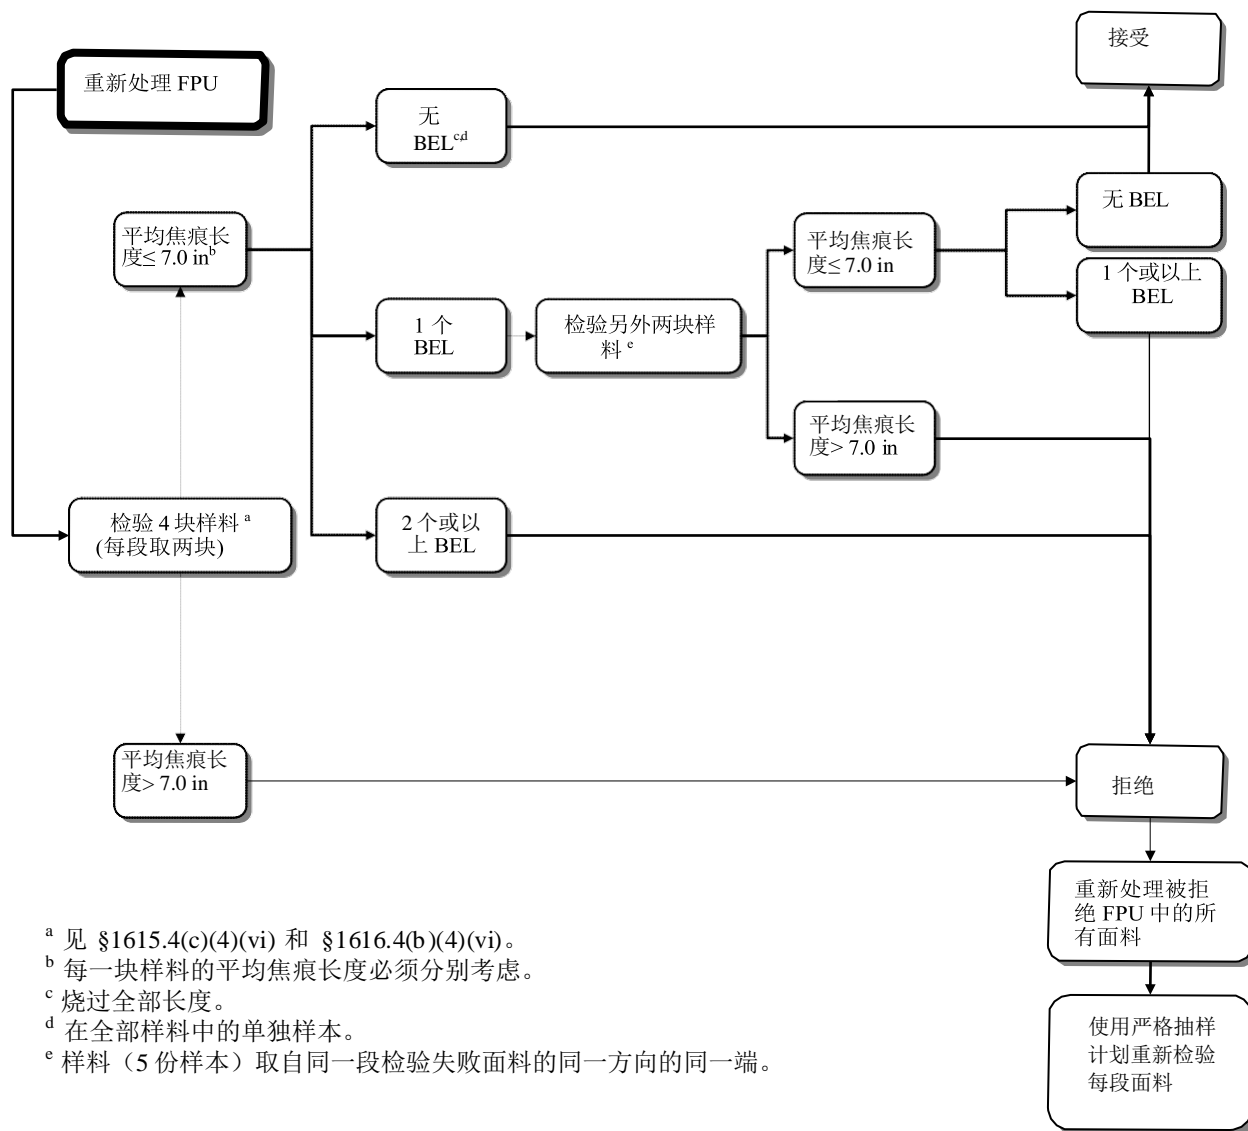 接受
重新处理 FPU
无
BELc,d
无 BEL
平均焦痕长
度≤ 7.0 inb
平均焦痕长
度≤ 7.0 in
1 个或以上
BEL
1 个
BEL
检验另外两块样
料 e
平均焦痕长
度> 7.0 in
检验 4 块样料 a
(每段取两块)
2 个或以
上 BEL
平均焦痕长
度> 7.0 in
拒绝
重新处理被拒
绝 FPU 中的所
有面料
a 见 §1615.4(c)(4)(vi) 和 §1616.4(b)(4)(vi)。
b 每一块样料的平均焦痕长度必须分别考虑。
c 烧过全部长度。
d 在全部样料中的单独样本。
e 样料（5 份样本）取自同一段检验失败面料的同一方向的同一端。
使用严格抽样
计划重新检验
每段面料